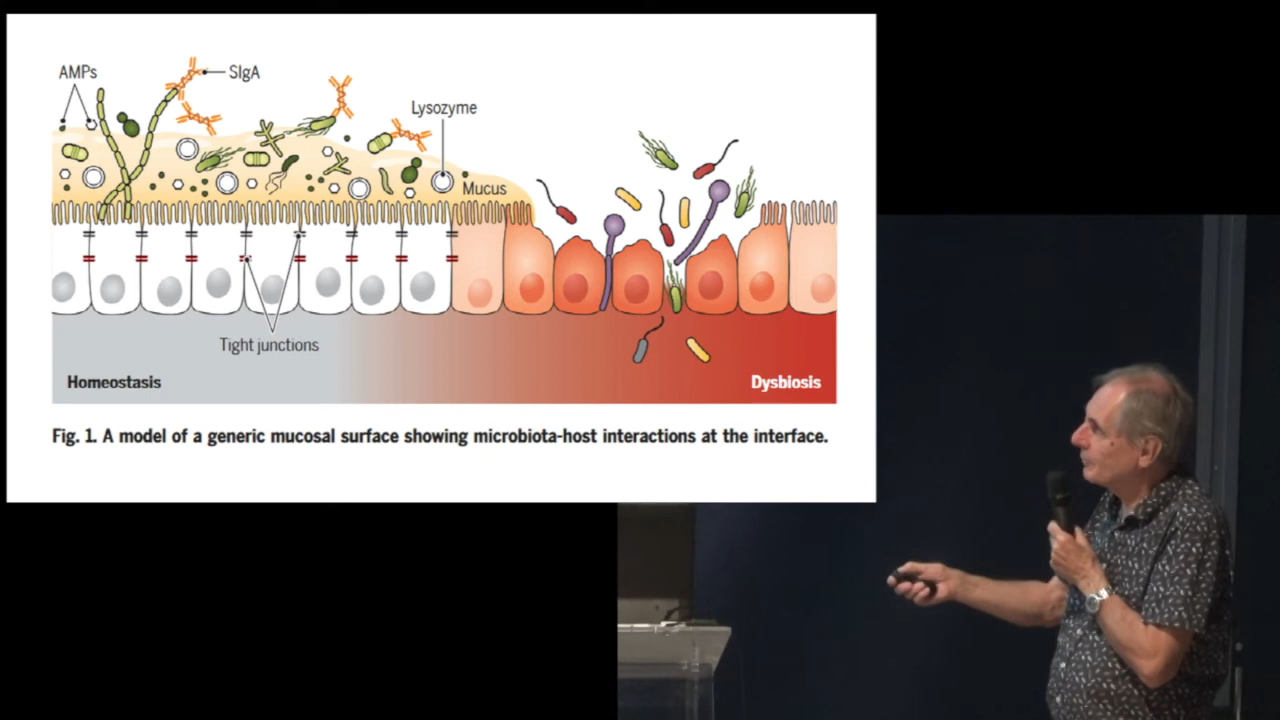 AMPs
SIgA
Lysozyme
Mucus
Tight junctions
Homeostasis
Dysbiosis
Fig. 1. A model of a generic mucosal surface showing microbiota-host interactions at the interface.